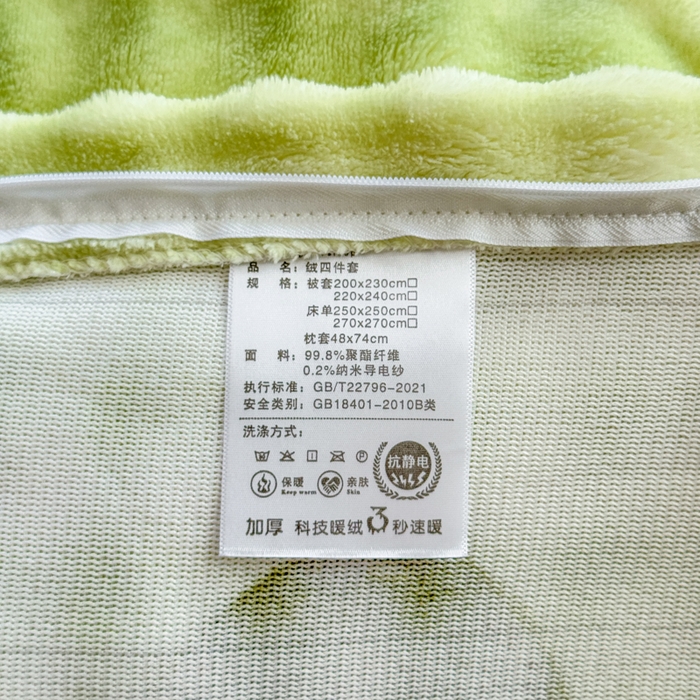 品 名：绒四件套
规 格：被套200x230cm□
220x240cm□
床单250x250cm□
270x270cm□
枕套48x74cm
面 料：99.8%聚酯纤维
0.2%纳米导电纱
执行标准：GB/T22796-2021
安全类别：GB18401-2010B类
洗涤方式：
抗静电
保暖
Keep warm
亲肤
Skin
加厚 科技暖绒 3 秒速暖